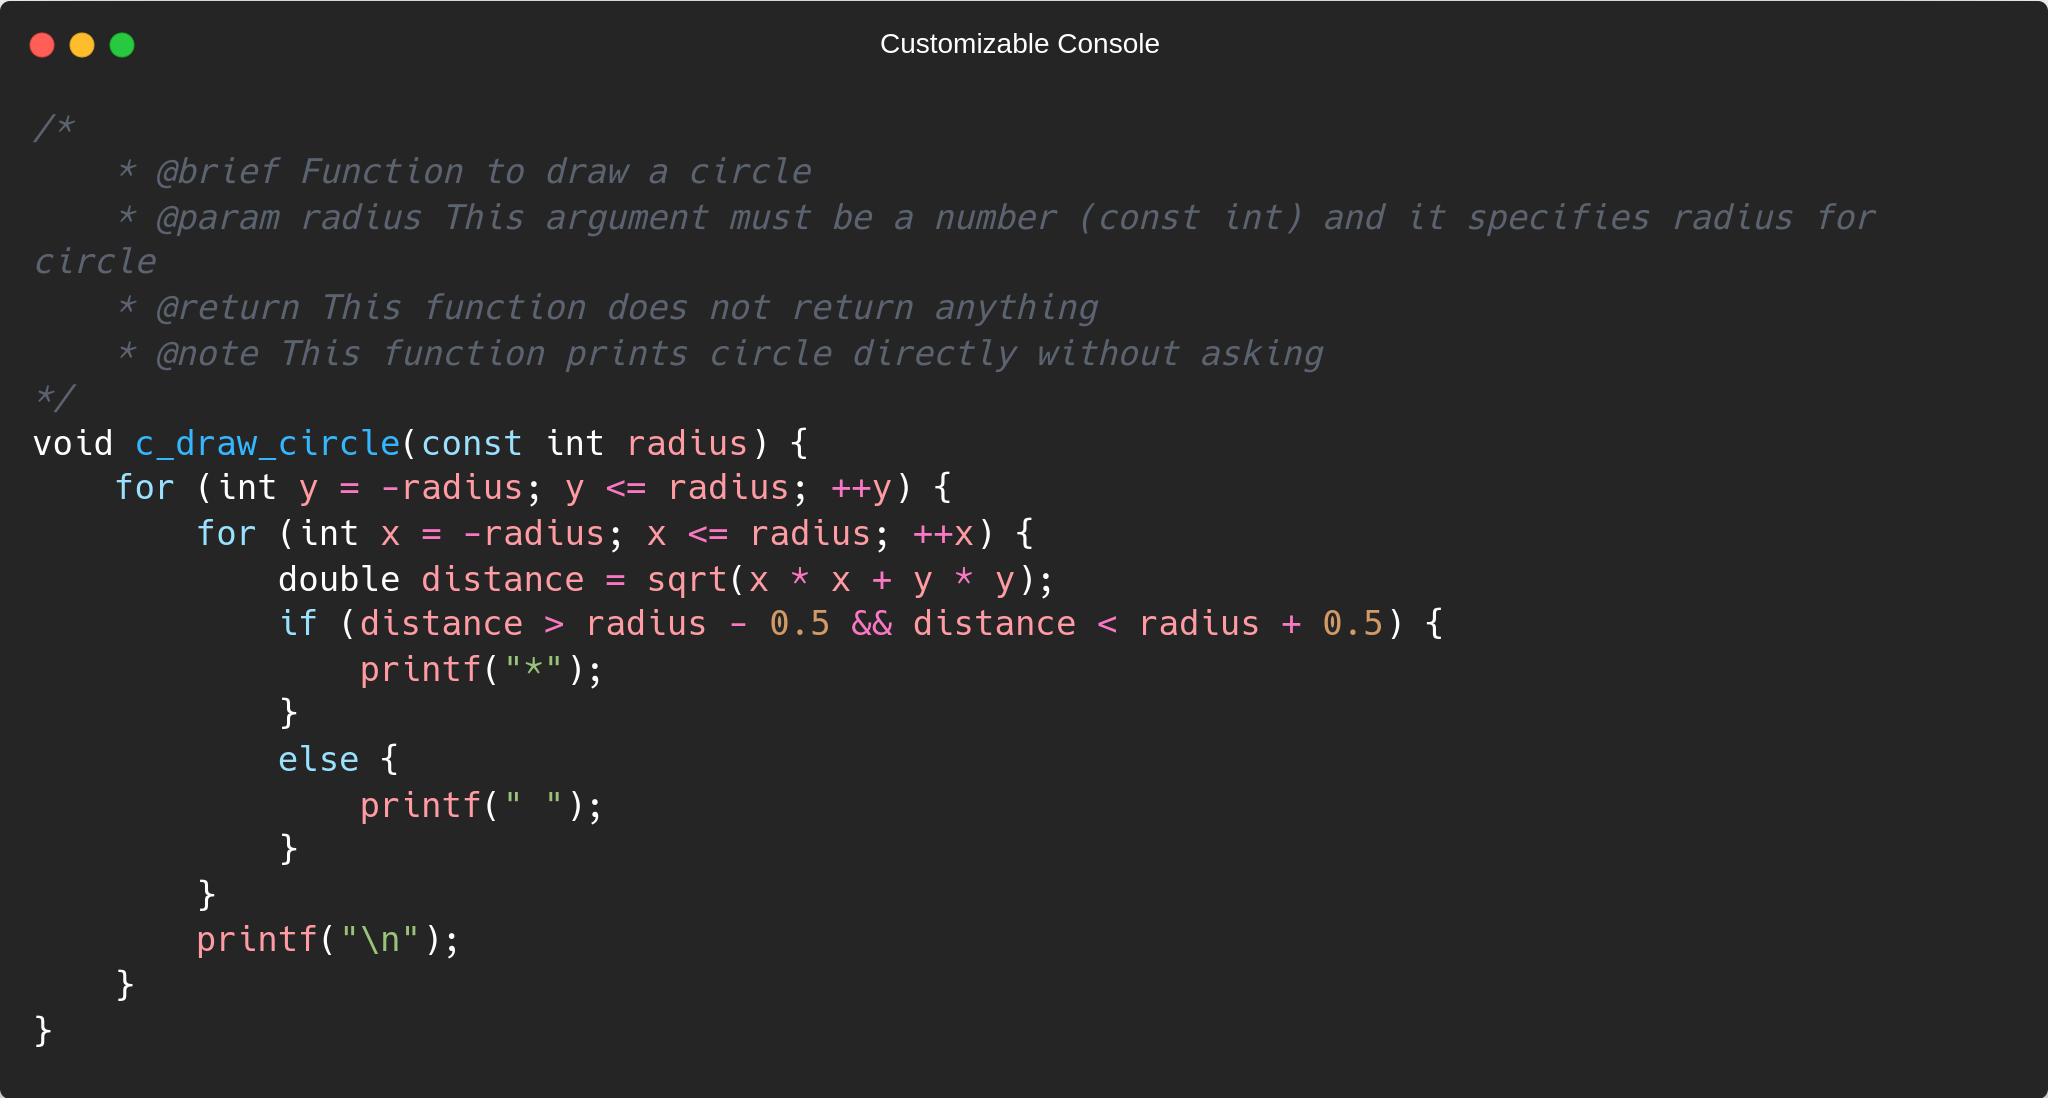 Customizable Console
/*
    * @brief Function to draw a circle
    * @param radius This argument must be a number (const int) and it specifies radius for
circle
    * @return This function does not return anything
    * @note This function prints circle directly without asking
*/
void c_draw_circle(const int radius) {
    for (int y = -radius; y <= radius; ++y) {
        for (int x = -radius; x <= radius; ++x) {
            double distance = sqrt(x * x + y * y);
            if (distance > radius - 0.5 && distance < radius + 0.5) {
                printf("*");
            }
            else {
                printf(" ");
            }
        }
        printf("\n");
    }
}